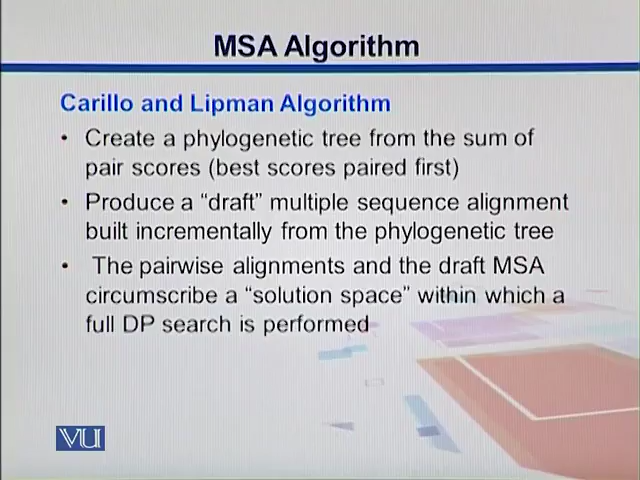 MSA Algorithm
Carillo and Lipman Algorithm
• Create a phylogenetic tree from the sum of
pair scores (best scores paired first)
• Produce a “draft” multiple sequence alignment
built incrementally from the phylogenetic tree
• The pairwise alignments and the draft MSA
circumscribe a “solution space” within which a
full DP search is performed
VU